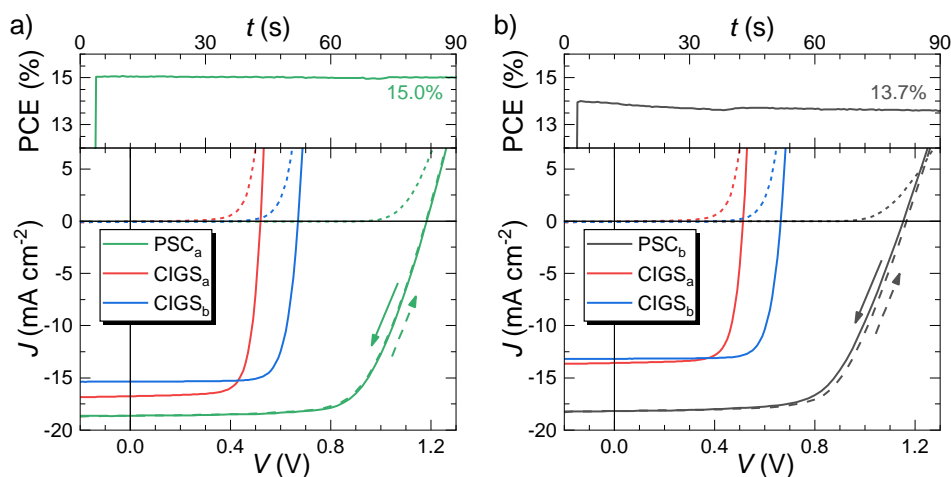 a)
t (s)
0 30 60 90
PCE (%)
15
13
15.0%
J (mA cm-2)
5
0
-5
-10
-15
-20
PSCa
CIGSa
CIGSb
0.0 0.4 0.8 1.2
V (V)
b)
t (s)
0 30 60 90
PCE (%)
15
13
13.7%
J (mA cm-2)
5
0
-5
-10
-15
-20
PSCb
CIGSa
CIGSb
0.0 0.4 0.8 1.2
V (V)